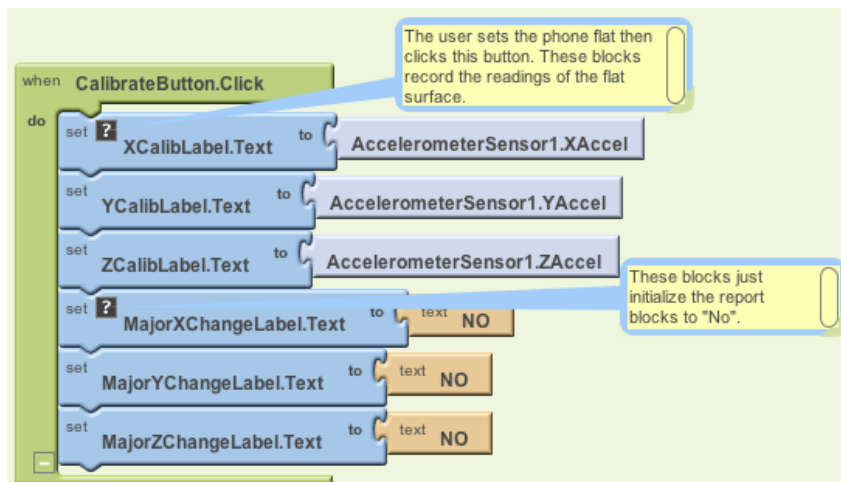 The user sets the phone flat then
clicks this button. These blocks
record the readings of the flat
surface.
when CalibrateButton.Click
do
set ? XCalibLabel.Text to AccelerometerSensor1.XAccel
set YCalibLabel.Text to AccelerometerSensor1.YAccel
set ZCalibLabel.Text to AccelerometerSensor1.ZAccel
These blocks just
initialize the report
blocks to "No".
set ? MajorXChangeLabel.Text to text NO
set MajorYChangeLabel.Text to text NO
set MajorZChangeLabel.Text to text NO